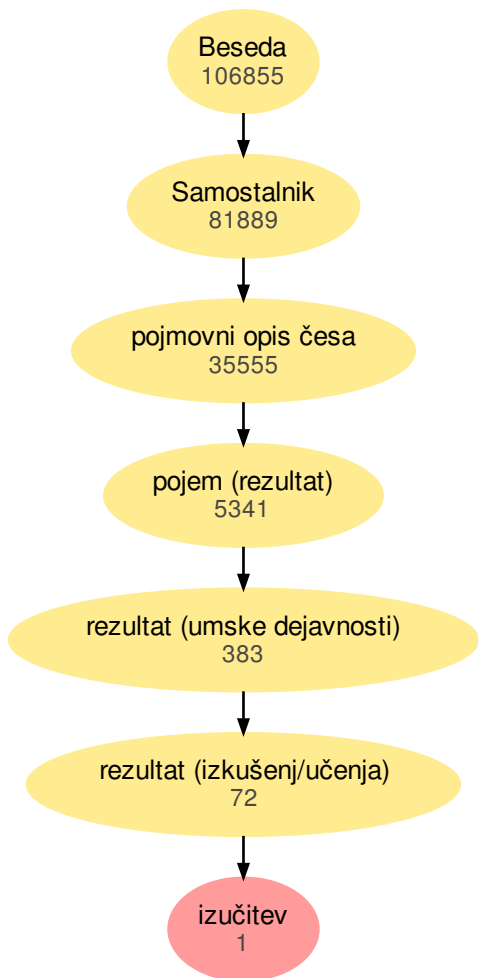 Beseda
106855
Samostalnik
81889
pojmovni opis česa
35555
pojem (rezultat)
5341
rezultat (umske dejavnosti)
383
rezultat (izkušenj/učenja)
72
izučitev
1